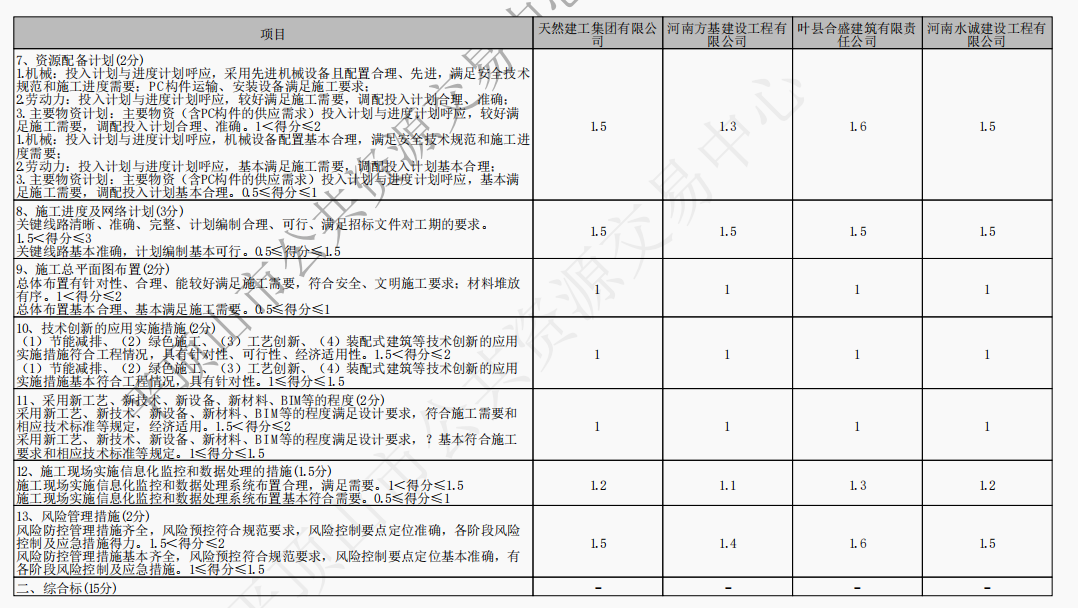 项目
天然建工集团有限公
司
河南方基建设工程有
限公司
叶县合盛建筑有限责
任公司
河南水诚建设工程有
限公司
7、资源配备计划(2分)
1.机械：投入计划与进度计划呼应，采用先进机械设备且配置合理、先进，满足安全技术
规范和施工进度需要；PC构件运输、安装设备满足施工要求；
2.劳动力：投入计划与进度计划呼应，较好满足施工需要，调配投入计划合理、准确；
3.主要物资计划：主要物资（含PC构件的供应需求）投入计划与进度计划呼应，较好满
足施工需要，调配投入计划合理、准确。1＜得分≤2
1.机械：投入计划与进度计划呼应，机械设备配置基本合理，满足安全技术规范和施工进
度需要；
2.劳动力：投入计划与进度计划呼应，基本满足施工需要，调配投入计划基本合理；
3.主要物资计划：主要物资（含PC构件的供应需求）投入计划与进度计划呼应，基本满
足施工需要，调配投入计划基本合理。0.5≤得分≤1
1.5
1.3
1.6
1.5
8、施工进度及网络计划(3分)
关键线路清晰、准确、完整、计划编制合理、可行、满足招标文件对工期的要求。
1.5＜得分≤3
关键线路基本准确，计划编制基本可行。0.5≤得分≤1.5
1.5
1.5
1.5
1.5
9、施工总平面图布置(2分)
总体布置有针对性、合理、能较好满足施工需要，符合安全、文明施工要求；材料堆放
有序。1＜得分≤2
总体布置基本合理、基本满足施工需要。0.5≤得分≤1
1
1
1
1
10、技术创新的应用实施措施(2分)
（1）节能减排、（2）绿色施工、（3）工艺创新、（4）装配式建筑等技术创新的应用
实施措施符合工程情况，具有针对性、可行性、经济适用性。1.5＜得分≤2
（1）节能减排、（2）绿色施工、（3）工艺创新、（4）装配式建筑等技术创新的应用
实施措施基本符合工程情况，具有针对性。1≤得分≤1.5
1
1
1
1
11、采用新工艺、新技术、新设备、新材料、BIM等的程度(2分)
采用新工艺、新技术、新设备、新材料、BIM等的程度满足设计要求，符合施工需要和
相应技术标准等规定，经济适用。1.5＜得分≤2
采用新工艺、新技术、新设备、新材料、BIM等的程度满足设计要求，？基本符合施工
要求和相应技术标准等规定。1≤得分≤1.5
1
1
1
1
12、施工现场实施信息化监控和数据处理的措施(1.5分)
施工现场实施信息化监控和数据处理系统布置合理，满足需要。1＜得分≤1.5
施工现场实施信息化监控和数据处理系统布置基本符合需要。0.5≤得分≤1
1.2
1.1
1.3
1.2
13、风险管理措施(2分)
风险防控管理措施齐全，风险预控符合规范要求，风险控制要点定位准确，各阶段风险
控制及应急措施得力。1.5＜得分≤2
风险防控管理措施基本齐全，风险预控符合规范要求，风险控制要点定位基本准确，有
各阶段风险控制及应急措施。1≤得分≤1.5
1.5
1.4
1.6
1.5
二、综合标(15分)
-
-
-
-
平顶山市公共资源交易中心
平顶山市公共资源交易中心